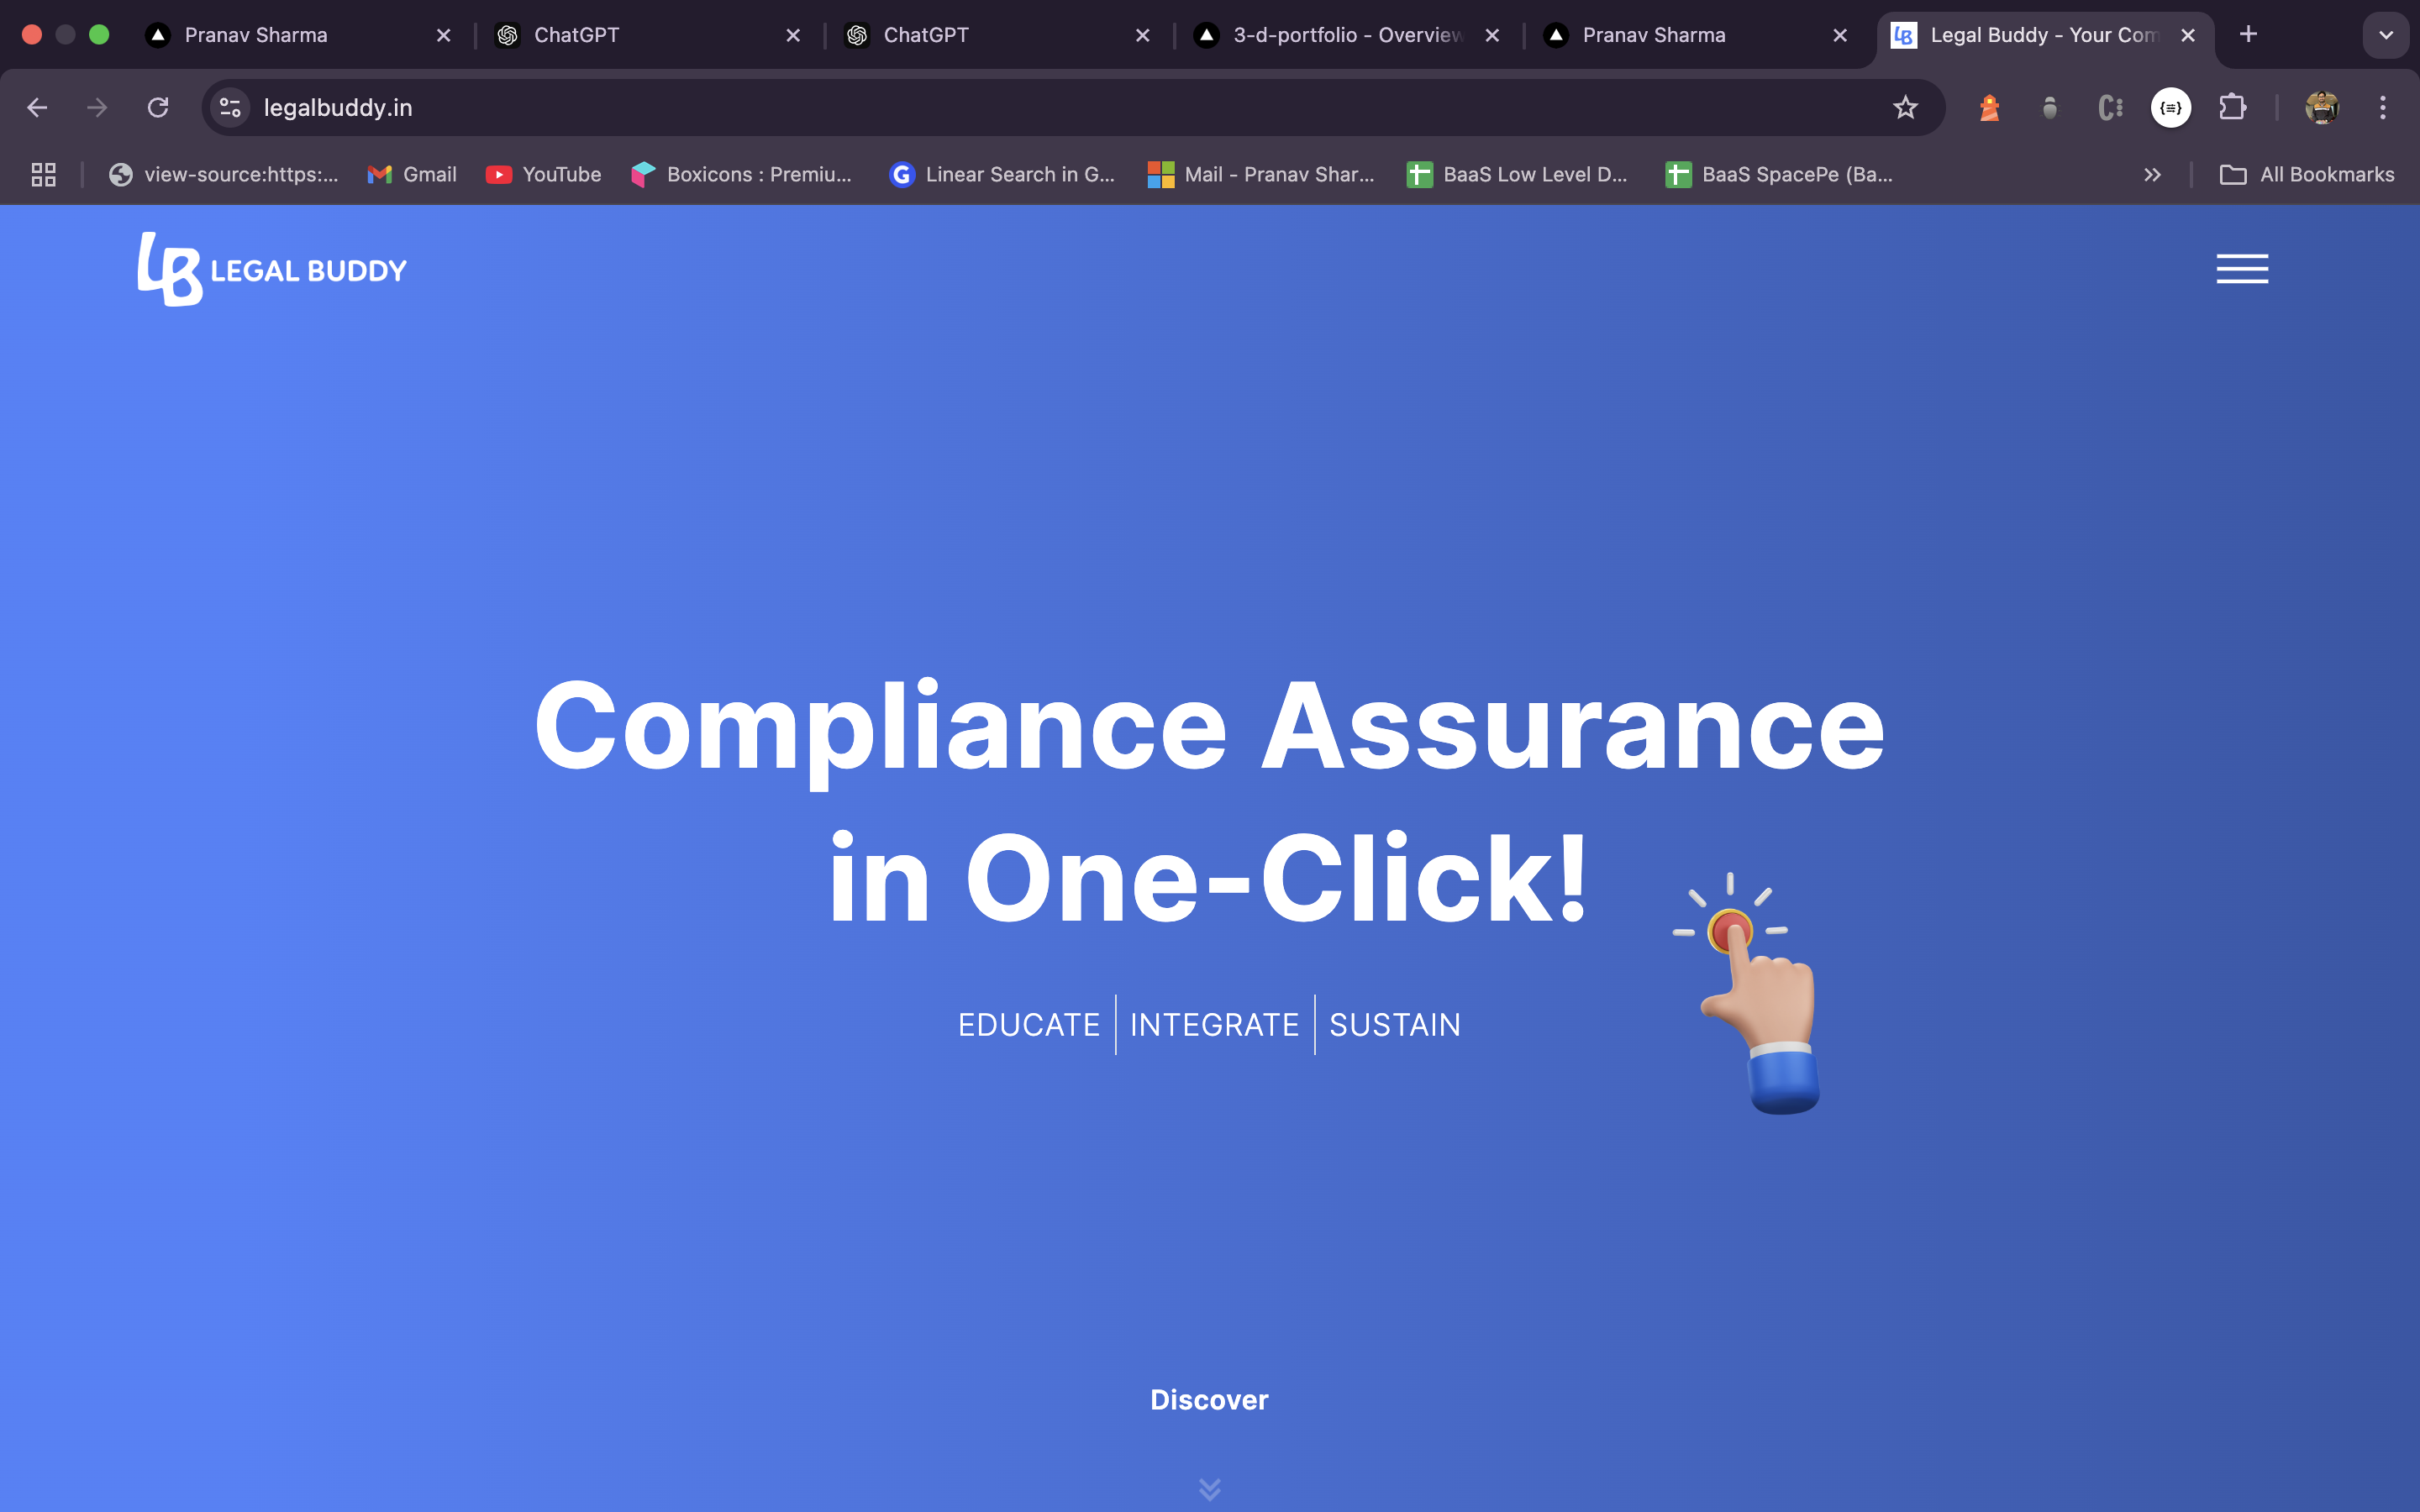 Pranav Sharma
ChatGPT
ChatGPT
3-d-portfolio - Overview
Pranav Sharma
Legal Buddy - Your Com
legalbuddy.in
view-source:https:...
Gmail
YouTube
Boxicons : Premiu...
Linear Search in G...
Mail - Pranav Shar...
BaaS Low Level D...
BaaS SpacePe (Ba...
All Bookmarks
LB LEGAL BUDDY
Compliance Assurance
in One-Click!
EDUCATE | INTEGRATE | SUSTAIN
Discover